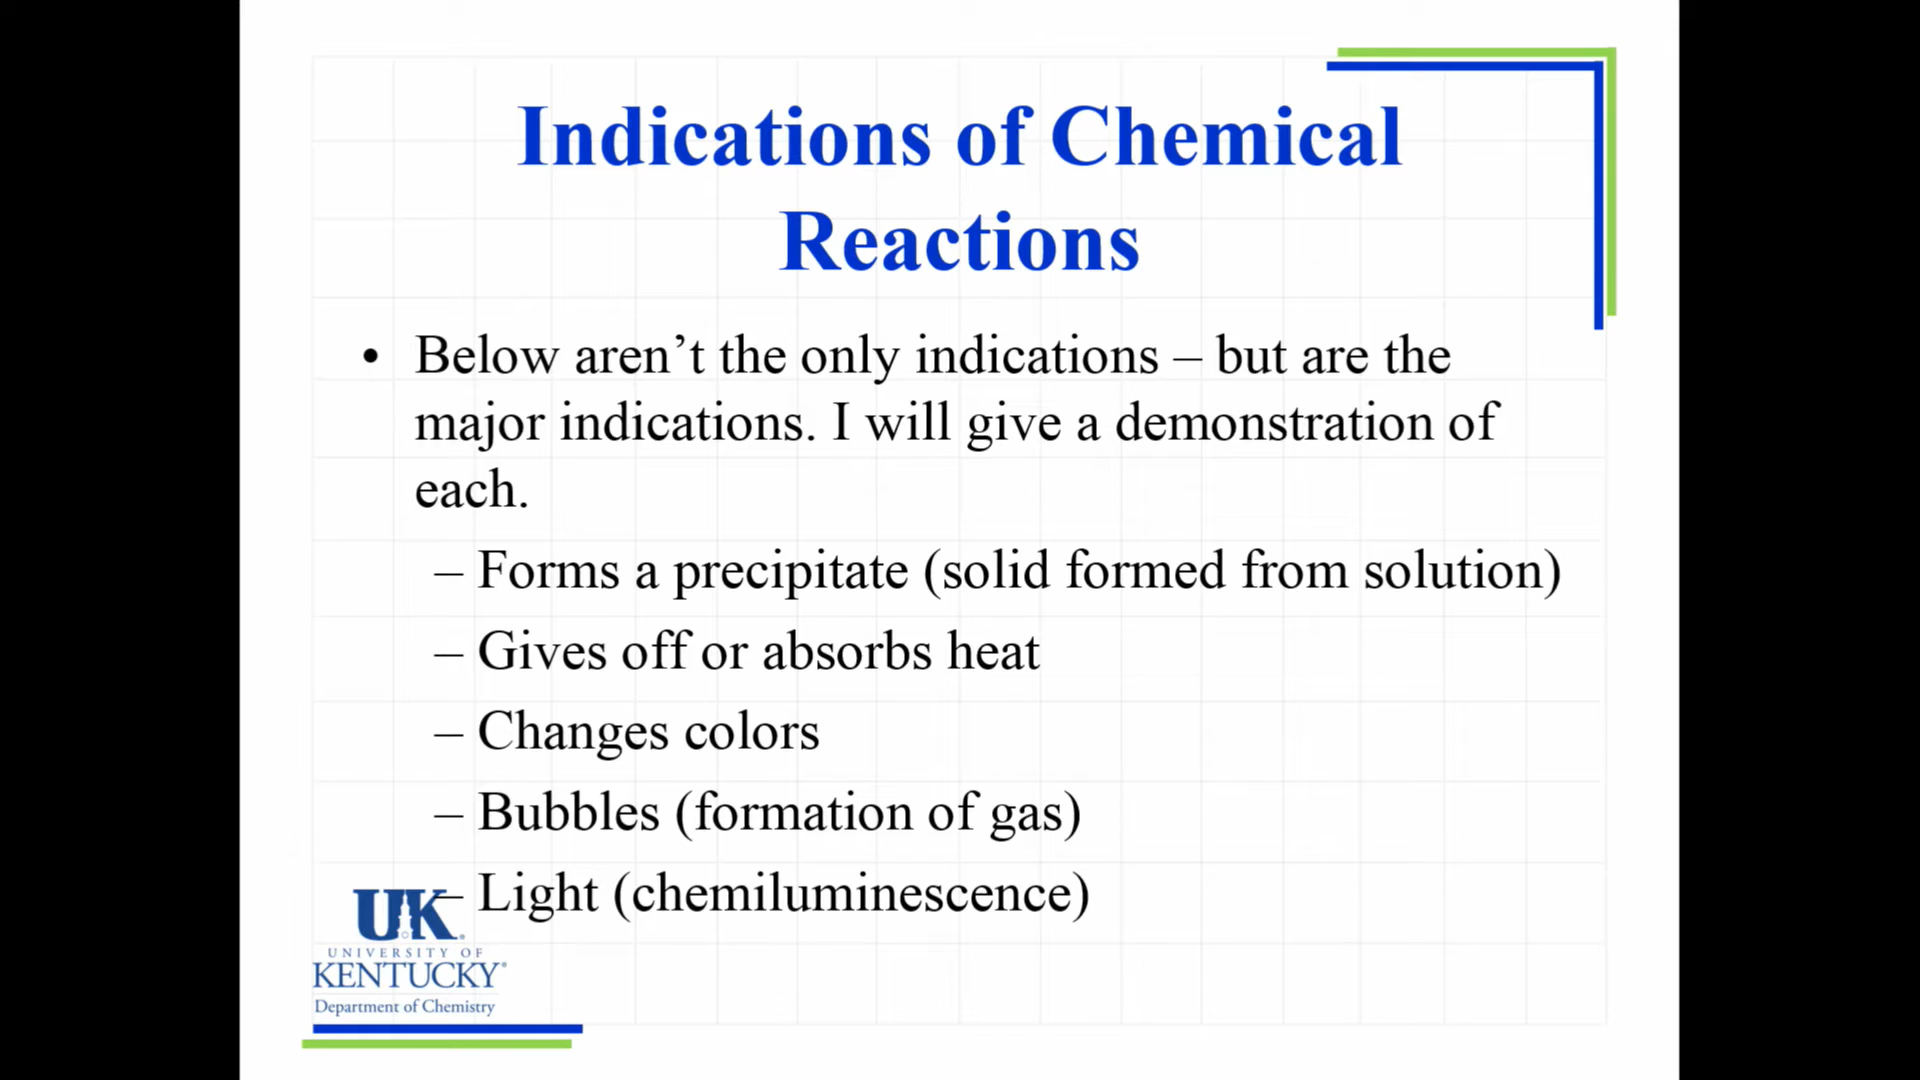 Indications of Chemical
Reactions
• Below aren’t the only indications – but are the
major indications. I will give a demonstration of
each.
– Forms a precipitate (solid formed from solution)
– Gives off or absorbs heat
– Changes colors
– Bubbles (formation of gas)
– Light (chemiluminescence)
UK
UNIVERSITY OF
KENTUCKY®
Department of Chemistry